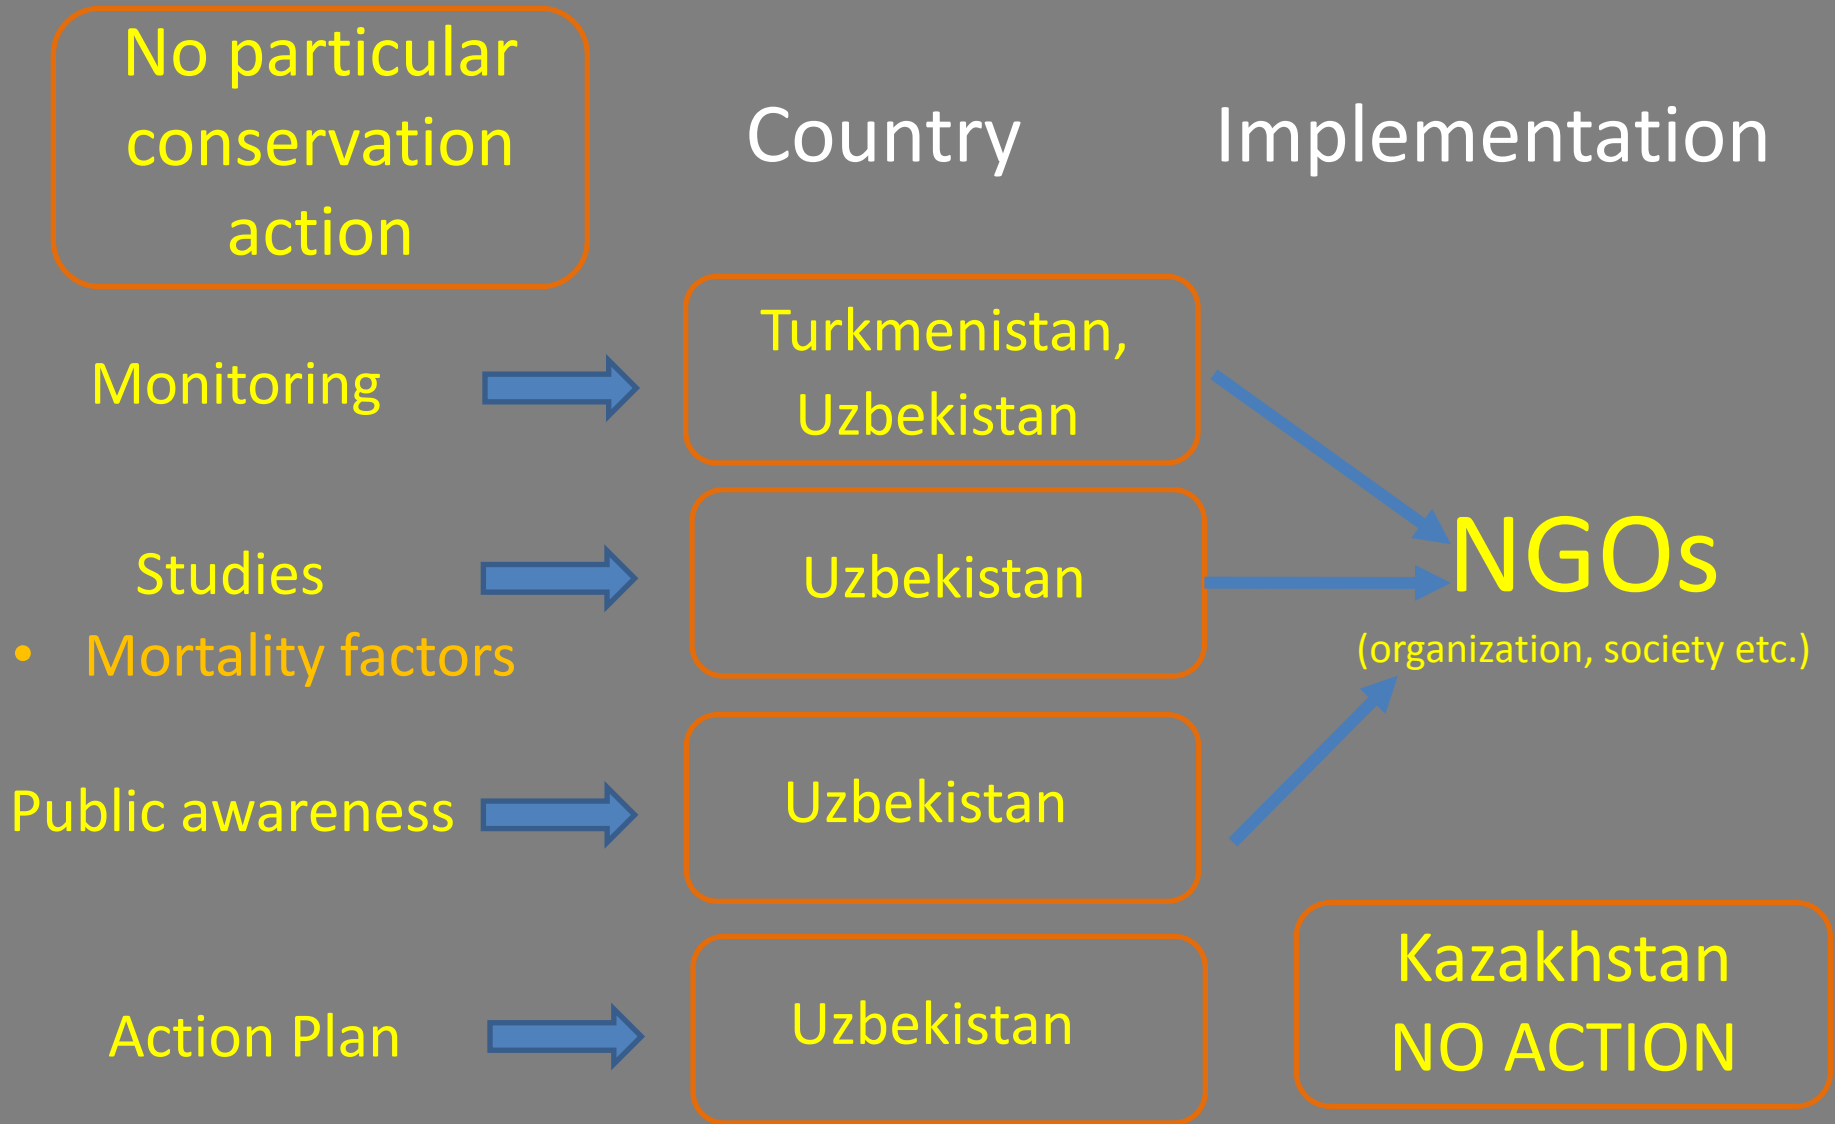 No particular
conservation
action
Country
Implementation
Monitoring
Turkmenistan,
Uzbekistan
Studies
• Mortality factors
Uzbekistan
NGOs
(organization, society etc.)
Public awareness
Uzbekistan
Action Plan
Uzbekistan
Kazakhstan
NO ACTION